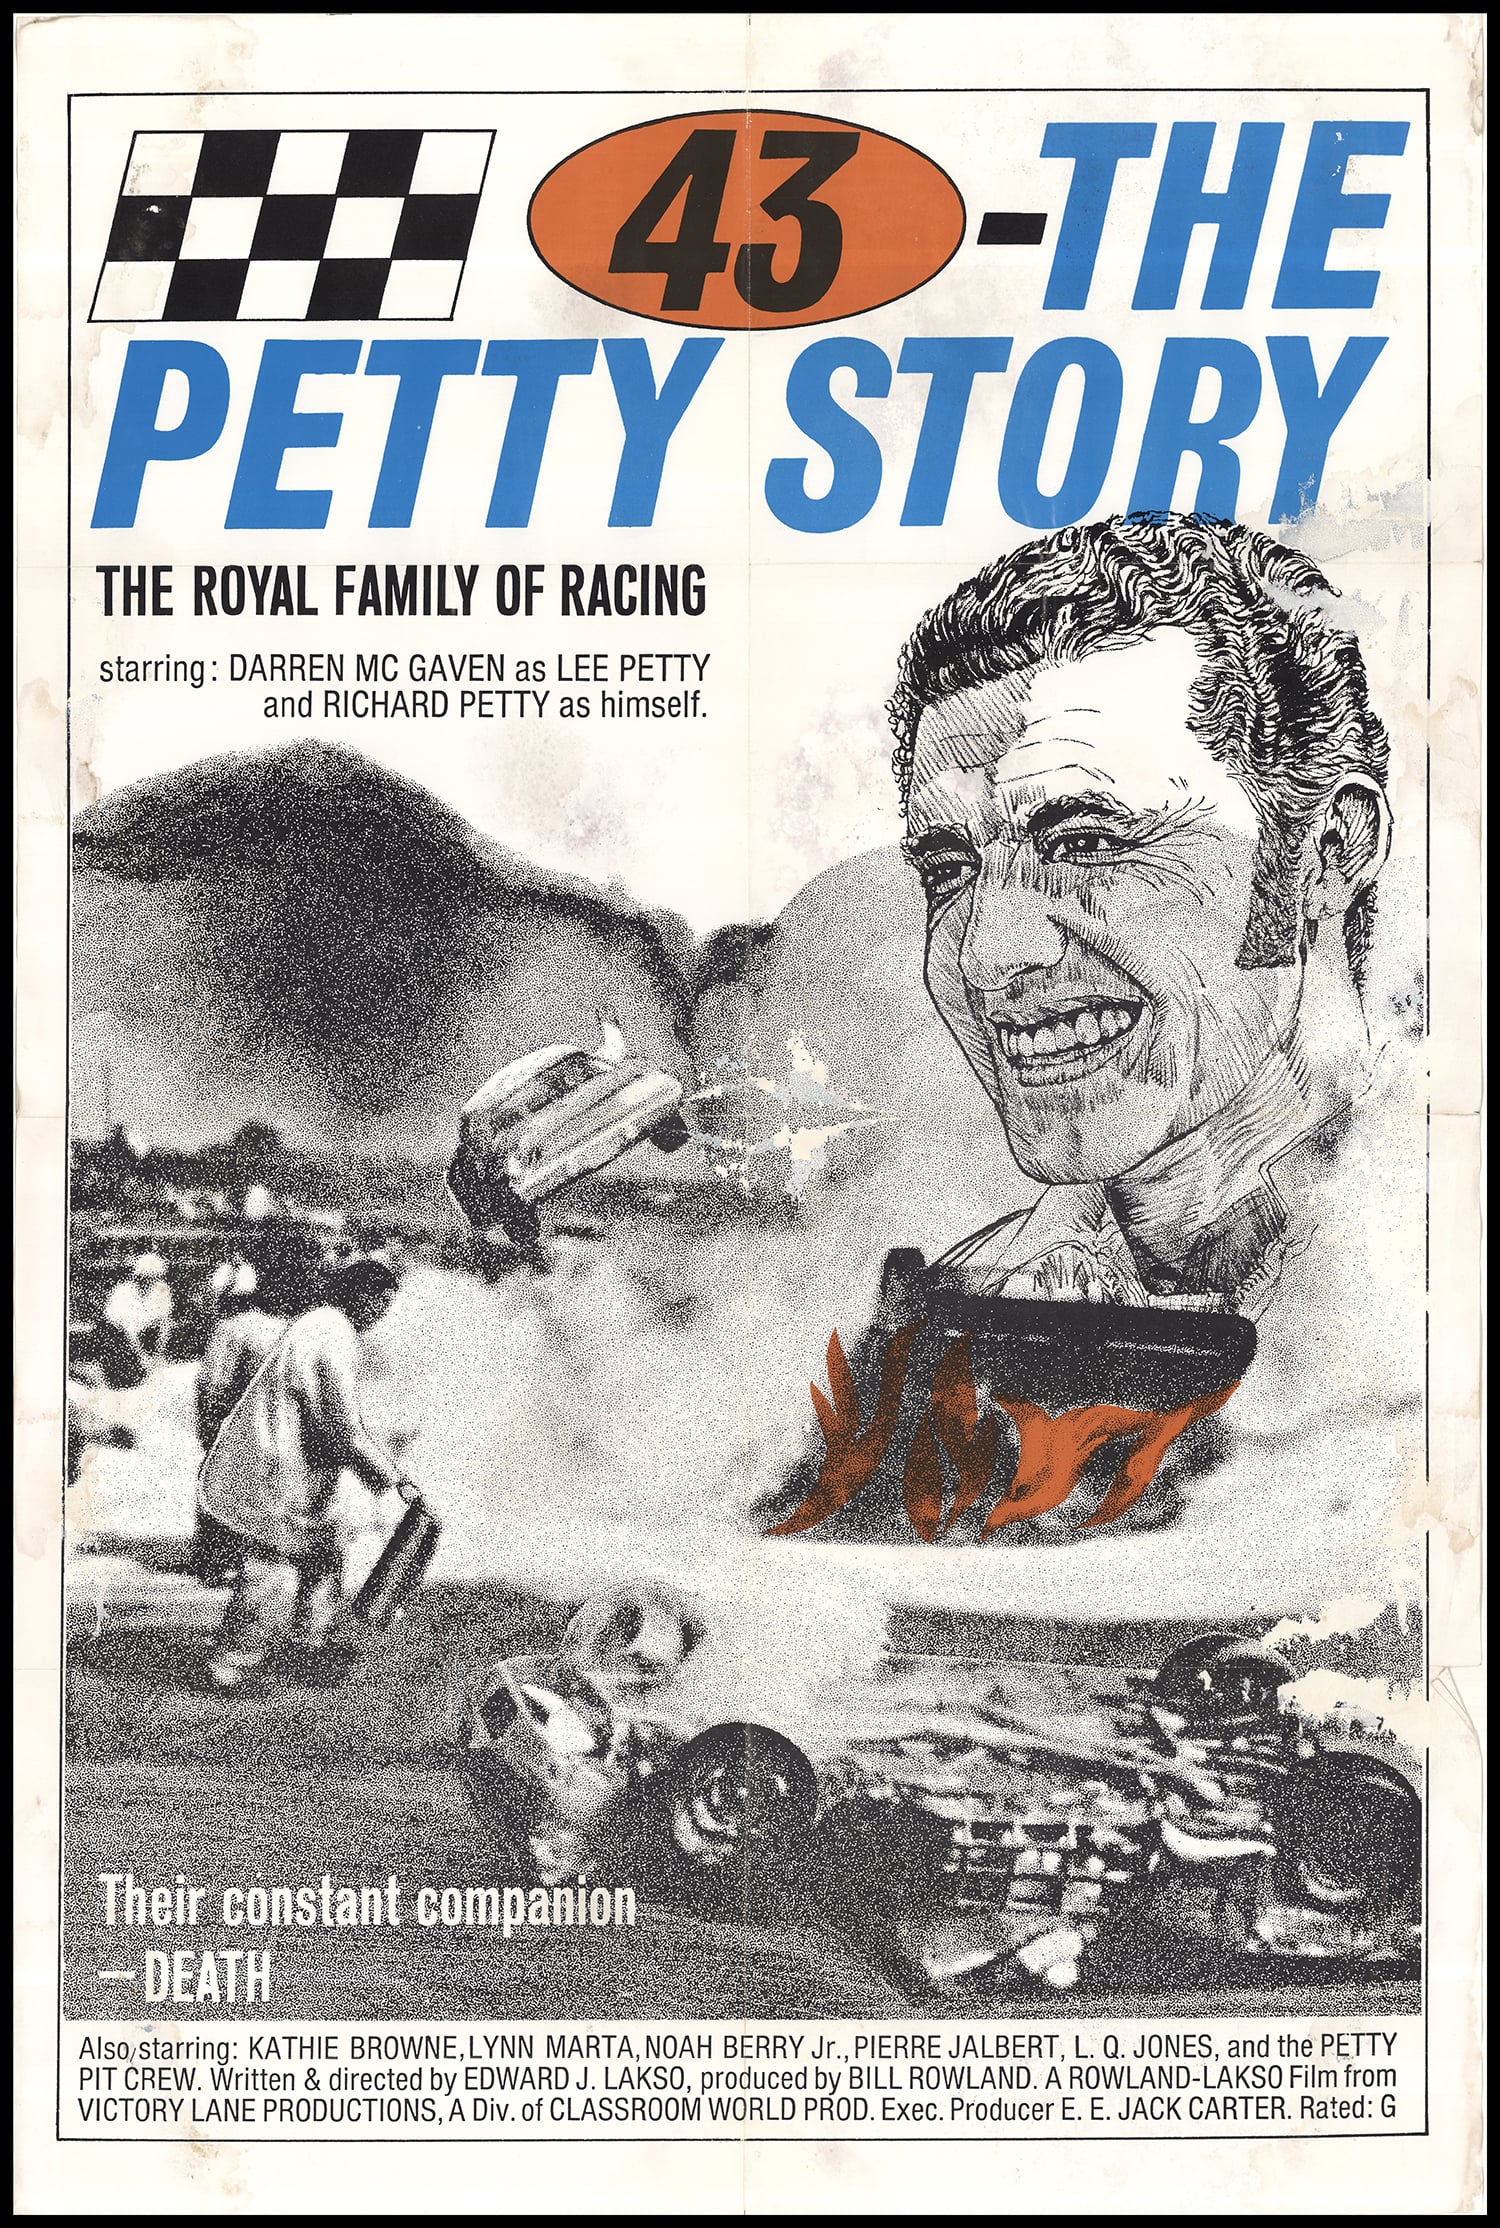 43 -THE
PETTY STORY
THE ROYAL FAMILY OF RACING
starring: DARREN MC GAVEN as LEE PETTY
and RICHARD PETTY as himself.
Their constant companion
— DEATH
Also starring: KATHIE BROWNE, LYNN MARTA, NOAH BERRY Jr., PIERRE JALBERT, L. Q. JONES, and the PETTY
PIT CREW. Written & directed by EDWARD J. LAKSO, produced by BILL ROWLAND. A ROWLAND-LAKSO Film from
VICTORY LANE PRODUCTIONS, A Div. of CLASSROOM WORLD PROD. Exec. Producer E. E. JACK CARTER. Rated: G